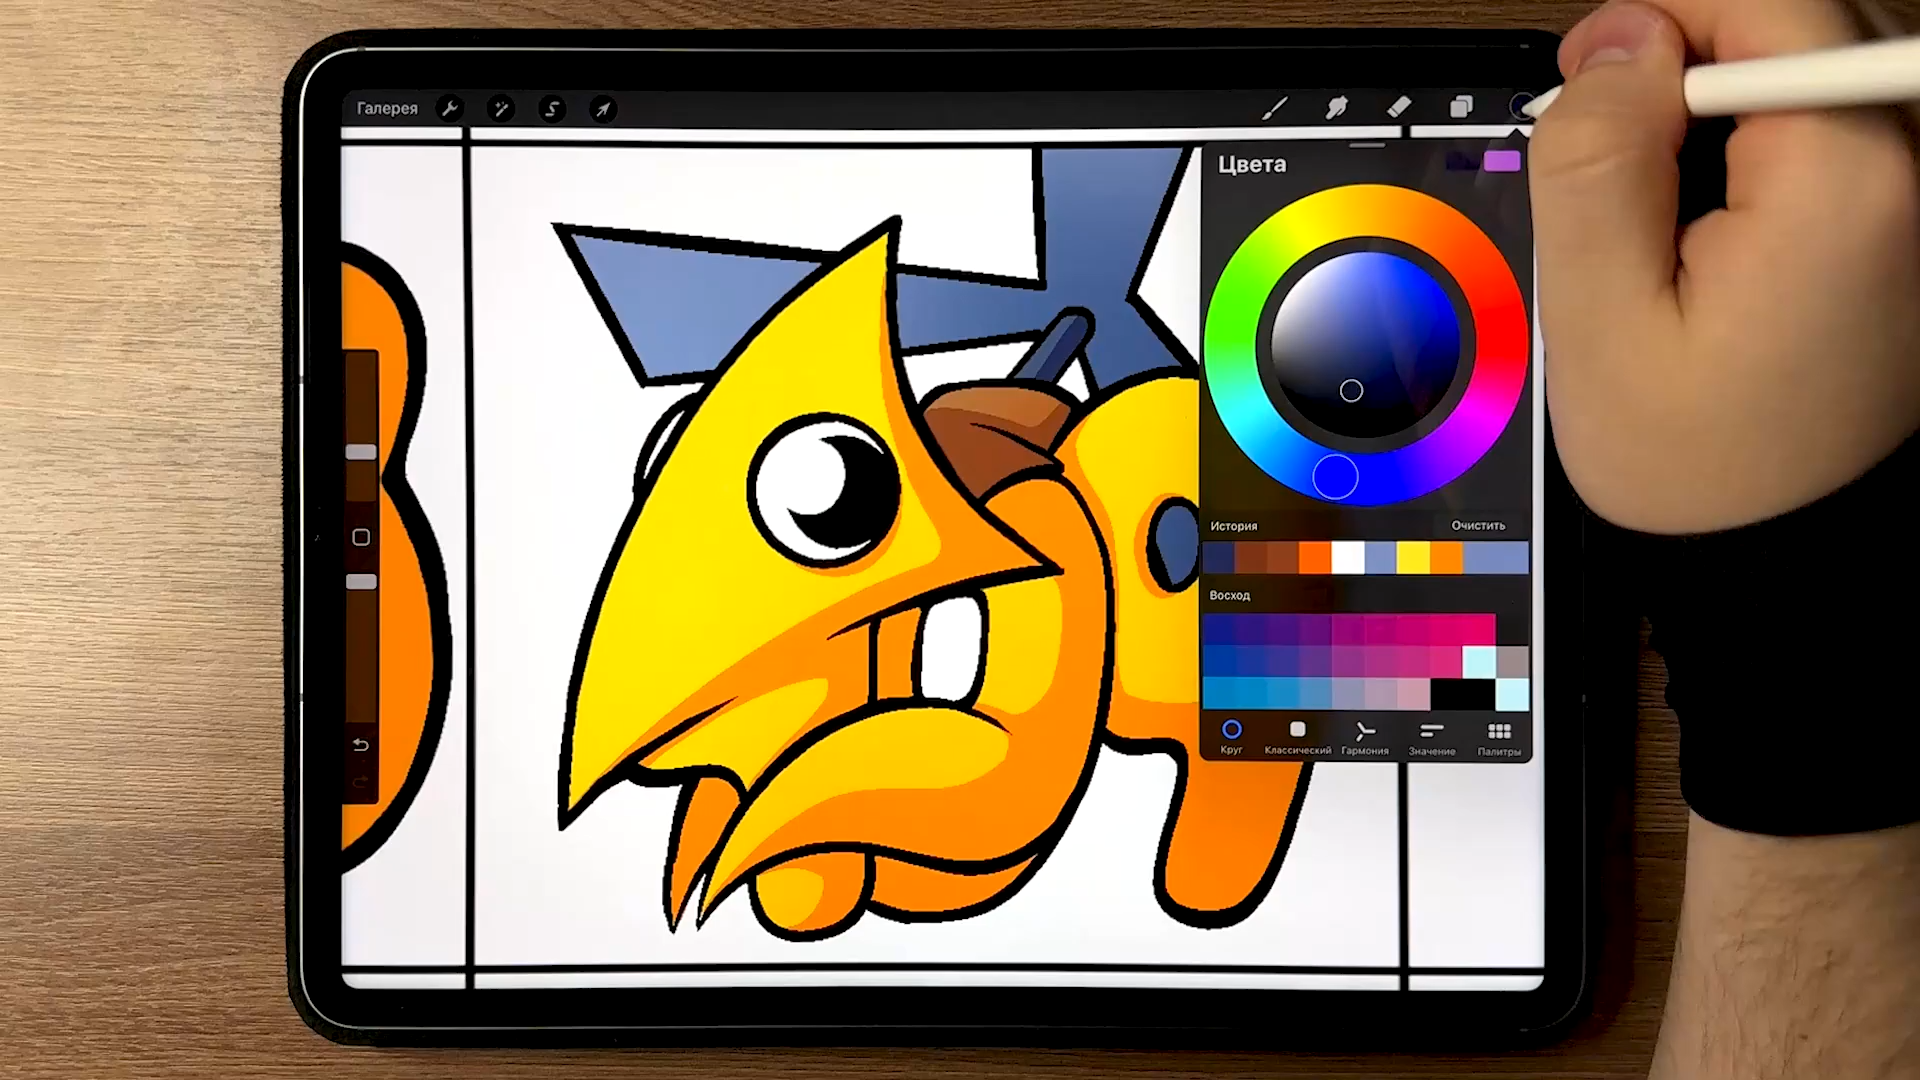 Галерея
Цвета
История
Очистить
Восход
Круг
Классический
Гармония
Значение
Палитры